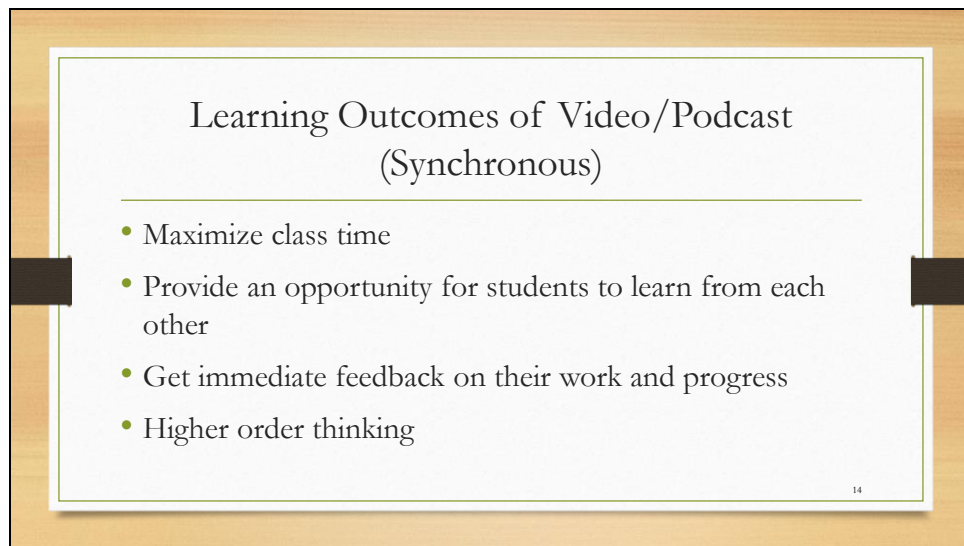 Learning Outcomes of Video/Podcast
(Synchronous)
• Maximize class time
• Provide an opportunity for students to learn from each
other
• Get immediate feedback on their work and progress
• Higher order thinking
14